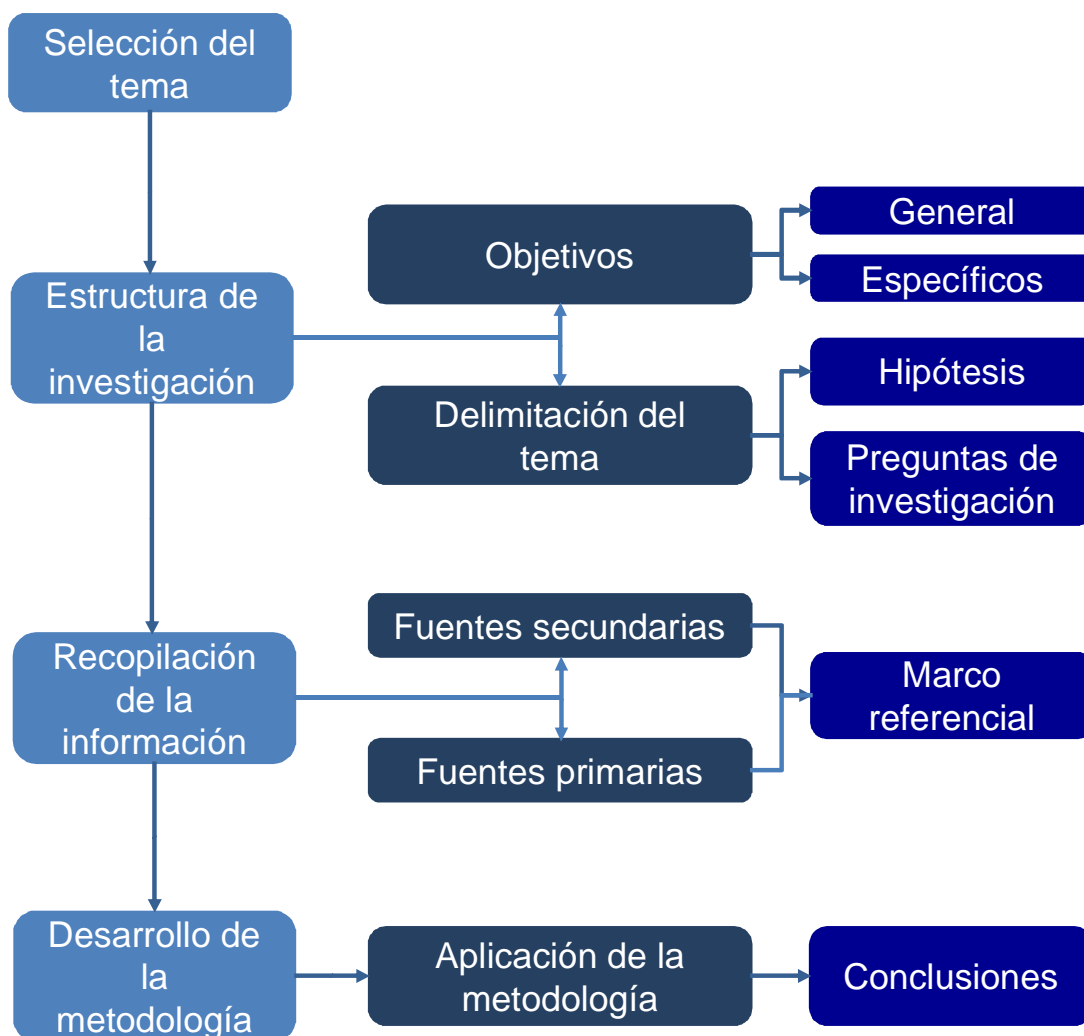 Selección del
tema
Estructura de
la
investigación
Objetivos
General
Específicos
Delimitación del
tema
Hipótesis
Preguntas de
investigación
Recopilación
de la
información
Fuentes secundarias
Fuentes primarias
Marco
referencial
Desarrollo de
la
metodología
Aplicación de la
metodología
Conclusiones